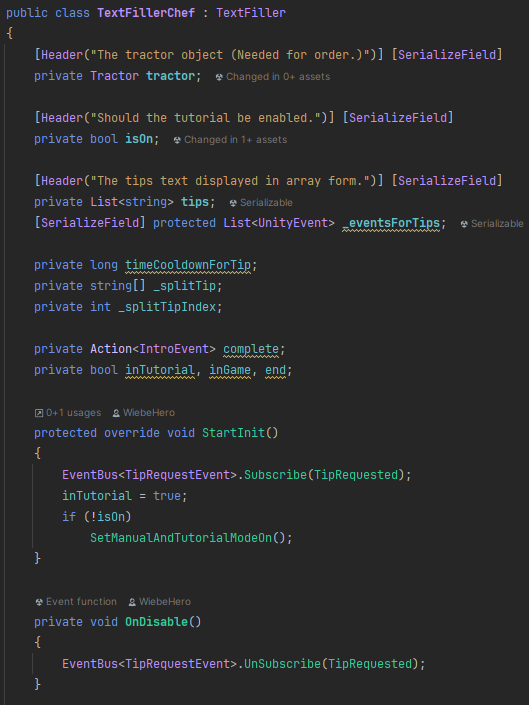 public class TextFillerChef : TextFiller
{
[Header("The tractor object (Needed for order.)")] [SerializeField]
private Tractor tractor; Changed in 0+ assets
[Header("Should the tutorial be enabled.")] [SerializeField]
private bool isOn; Changed in 1+ assets
[Header("The tips text displayed in array form.")] [SerializeField]
private List<string> tips; Serializable
[SerializeField] protected List<UnityEvent> _eventsForTips; Serializable
private long timeCooldownForTip;
private string[] _splitTip;
private int _splitTipIndex;
private Action<IntroEvent> complete;
private bool inTutorial, inGame, end;
0+1 usages WiebeHero
protected override void StartInit()
{
EventBus<TipRequestEvent>.Subscribe(TipRequested);
inTutorial = true;
if (!isOn)
SetManualAndTutorialModeOn();
}
Event function WiebeHero
private void OnDisable()
{
EventBus<TipRequestEvent>.UnSubscribe(TipRequested);
}